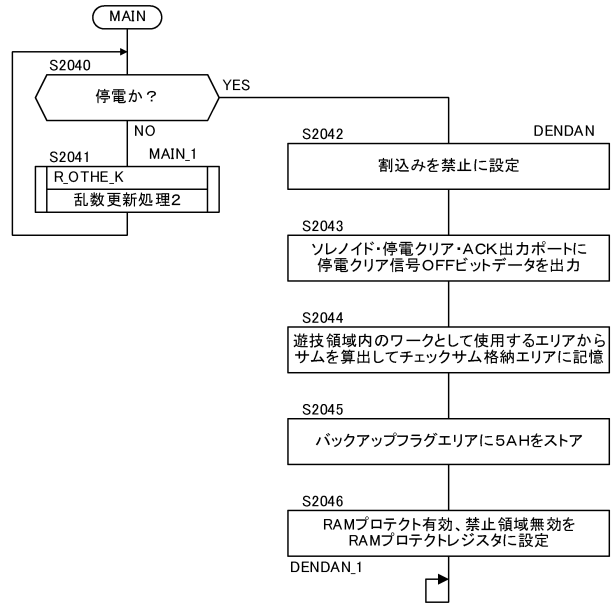 MAIN
S2040
停電か？
YES
NO
S2041
MAIN_1
R_OTHE_K
乱数更新処理２
S2042
DENDAN
割込みを禁止に設定
S2043
ソレノイド・停電クリア・ＡＣＫ出力ポートに
停電クリア信号ＯＦＦビットデータを出力
S2044
遊技領域内のワークとして使用するエリアから
サムを算出してチェックサム格納エリアに記憶
S2045
バックアップフラグエリアに５ＡＨをストア
S2046
ＲＡＭプロテクト有効、禁止領域無効を
ＲＡＭプロテクトレジスタに設定
DENDAN_1